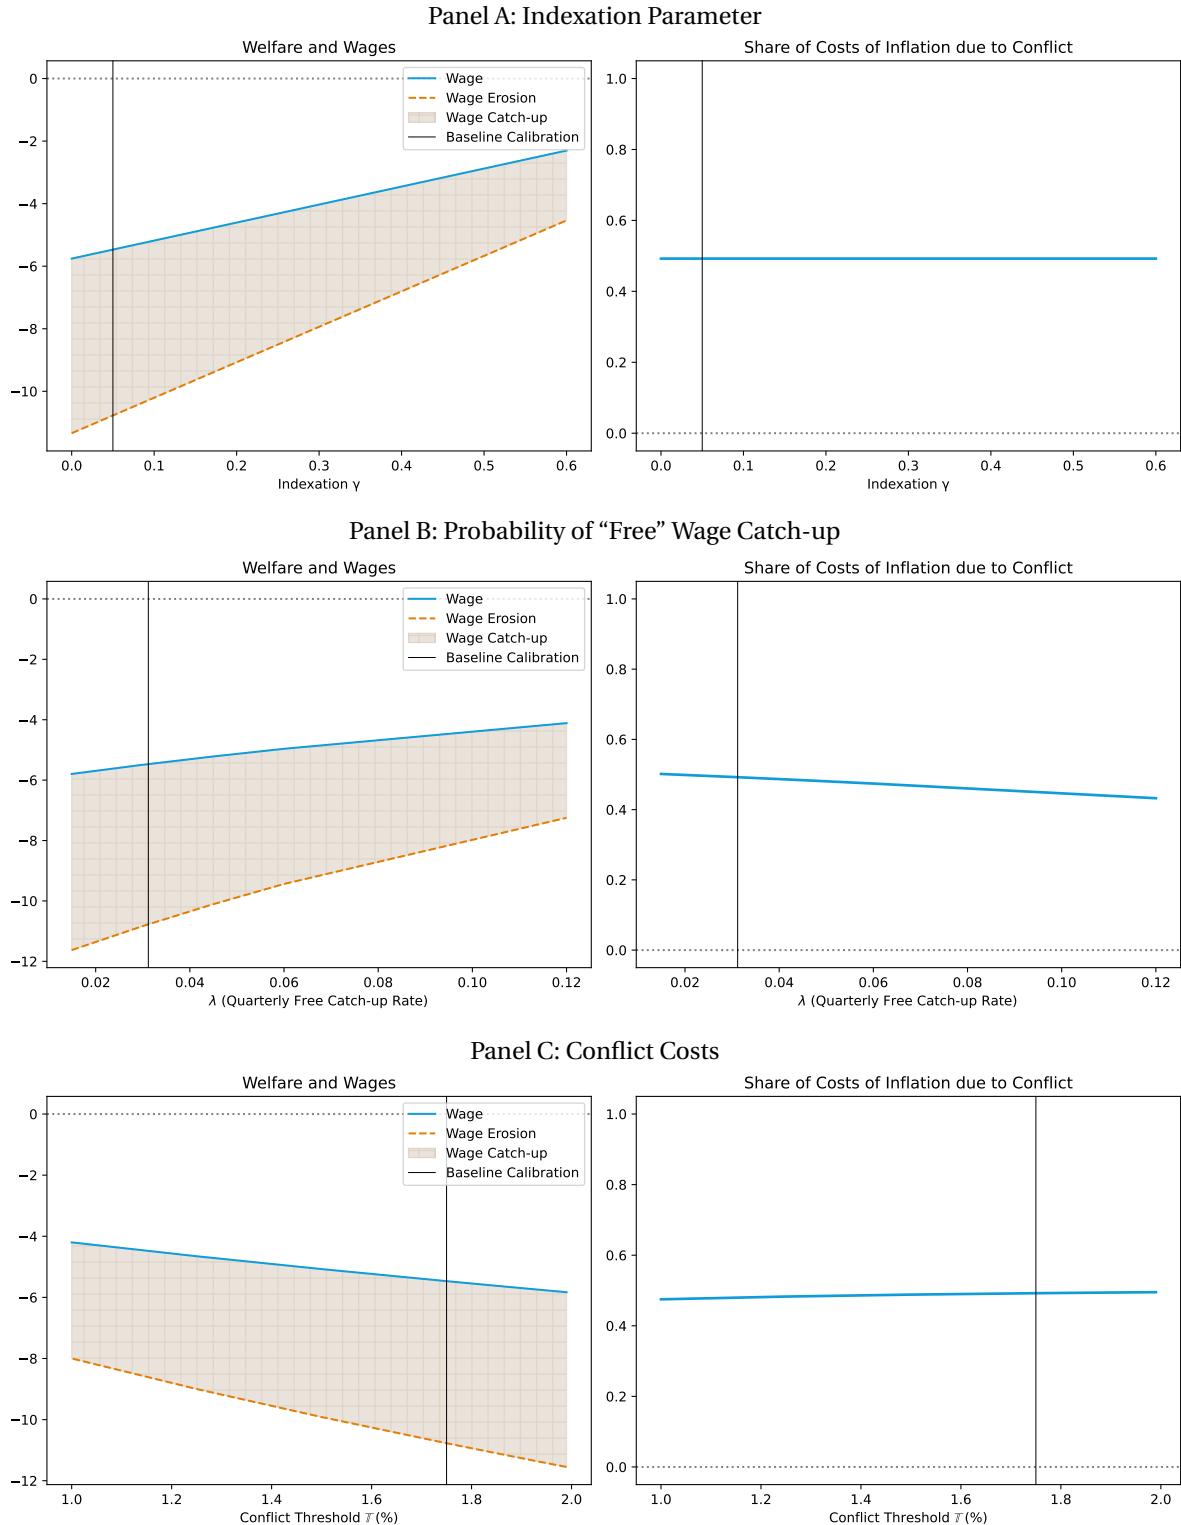 Panel A: Indexation Parameter
Welfare and Wages
0
−2
−4
−6
−8
−10
Wage
Wage Erosion
Wage Catch-up
Baseline Calibration
0.0 0.1 0.2 0.3 0.4 0.5 0.6
Indexation γ
Share of Costs of Inflation due to Conflict
1.0
0.8
0.6
0.4
0.2
0.0
0.0 0.1 0.2 0.3 0.4 0.5 0.6
Indexation γ
Panel B: Probability of “Free” Wage Catch-up
Welfare and Wages
0
−2
−4
−6
−8
−10
−12
Wage
Wage Erosion
Wage Catch-up
Baseline Calibration
0.02 0.04 0.06 0.08 0.10 0.12
λ (Quarterly Free Catch-up Rate)
Share of Costs of Inflation due to Conflict
1.0
0.8
0.6
0.4
0.2
0.0
0.02 0.04 0.06 0.08 0.10 0.12
λ (Quarterly Free Catch-up Rate)
Panel C: Conflict Costs
Welfare and Wages
0
−2
−4
−6
−8
−10
−12
Wage
Wage Erosion
Wage Catch-up
Baseline Calibration
1.0 1.2 1.4 1.6 1.8 2.0
Conflict Threshold 𝕋 (%)
Share of Costs of Inflation due to Conflict
1.0
0.8
0.6
0.4
0.2
0.0
1.0 1.2 1.4 1.6 1.8 2.0
Conflict Threshold 𝕋 (%)